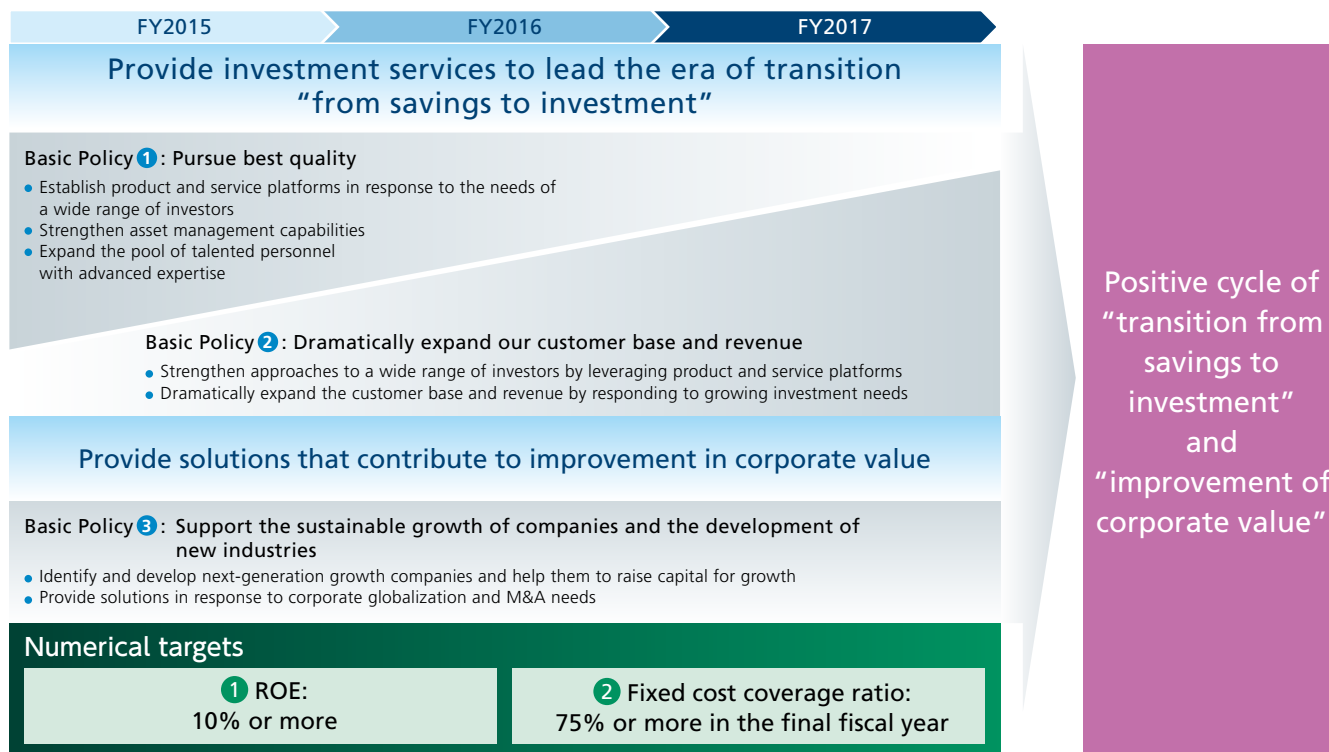 FY2015
FY2016
FY2017
Provide investment services to lead the era of transition
“from savings to investment”
Basic Policy 1 : Pursue best quality
• Establish product and service platforms in response to the needs of
a wide range of investors
• Strengthen asset management capabilities
• Expand the pool of talented personnel
with advanced expertise
Basic Policy 2 : Dramatically expand our customer base and revenue
• Strengthen approaches to a wide range of investors by leveraging product and service platforms
• Dramatically expand the customer base and revenue by responding to growing investment needs
Provide solutions that contribute to improvement in corporate value
Basic Policy 3 : Support the sustainable growth of companies and the development of
new industries
• Identify and develop next-generation growth companies and help them to raise capital for growth
• Provide solutions in response to corporate globalization and M&A needs
Numerical targets
1 ROE:
10% or more
2 Fixed cost coverage ratio:
75% or more in the final fiscal year
Positive cycle of
“transition from
savings to
investment”
and
“improvement of
corporate value”